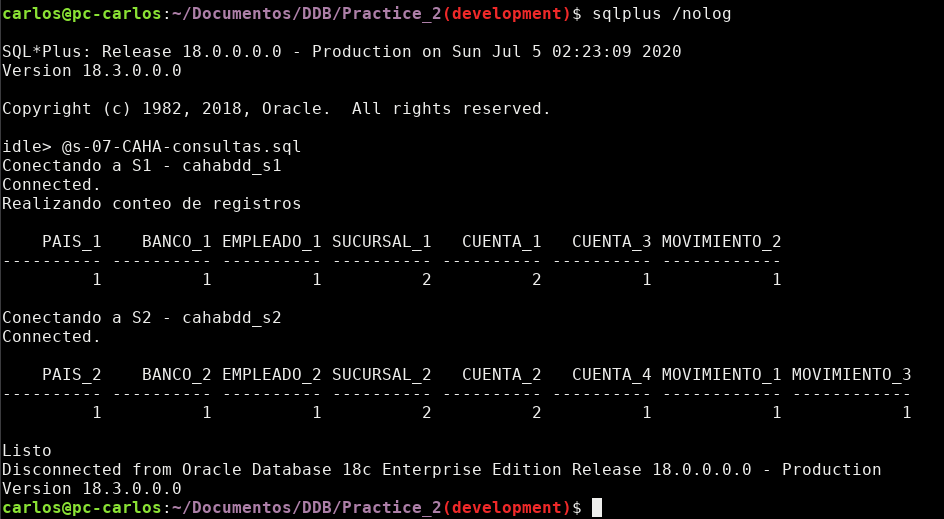 carlos@pc-carlos:~/Documentos/DDB/Practice_2(development)$ sqlplus /nolog
SQL*Plus: Release 18.0.0.0.0 - Production on Sun Jul 5 02:23:09 2020
Version 18.3.0.0.0
Copyright (c) 1982, 2018, Oracle.  All rights reserved.
idle> @s-07-CAHA-consultas.sql
Conectando a S1 - cahabdd_s1
Connected.
Realizando conteo de registros
    PAIS_1    BANCO_1 EMPLEADO_1 SUCURSAL_1   CUENTA_1   CUENTA_3 MOVIMIENTO_2
---------- ---------- ---------- ---------- ---------- ---------- ------------
         1          1          1          2          2          1            1
Conectando a S2 - cahabdd_s2
Connected.
    PAIS_2    BANCO_2 EMPLEADO_2 SUCURSAL_2   CUENTA_2   CUENTA_4 MOVIMIENTO_1 MOVIMIENTO_3
---------- ---------- ---------- ---------- ---------- ---------- ------------ ------------
         1          1          1          2          2          1            1            1
Listo
Disconnected from Oracle Database 18c Enterprise Edition Release 18.0.0.0.0 - Production
Version 18.3.0.0.0
carlos@pc-carlos:~/Documentos/DDB/Practice_2(development)$